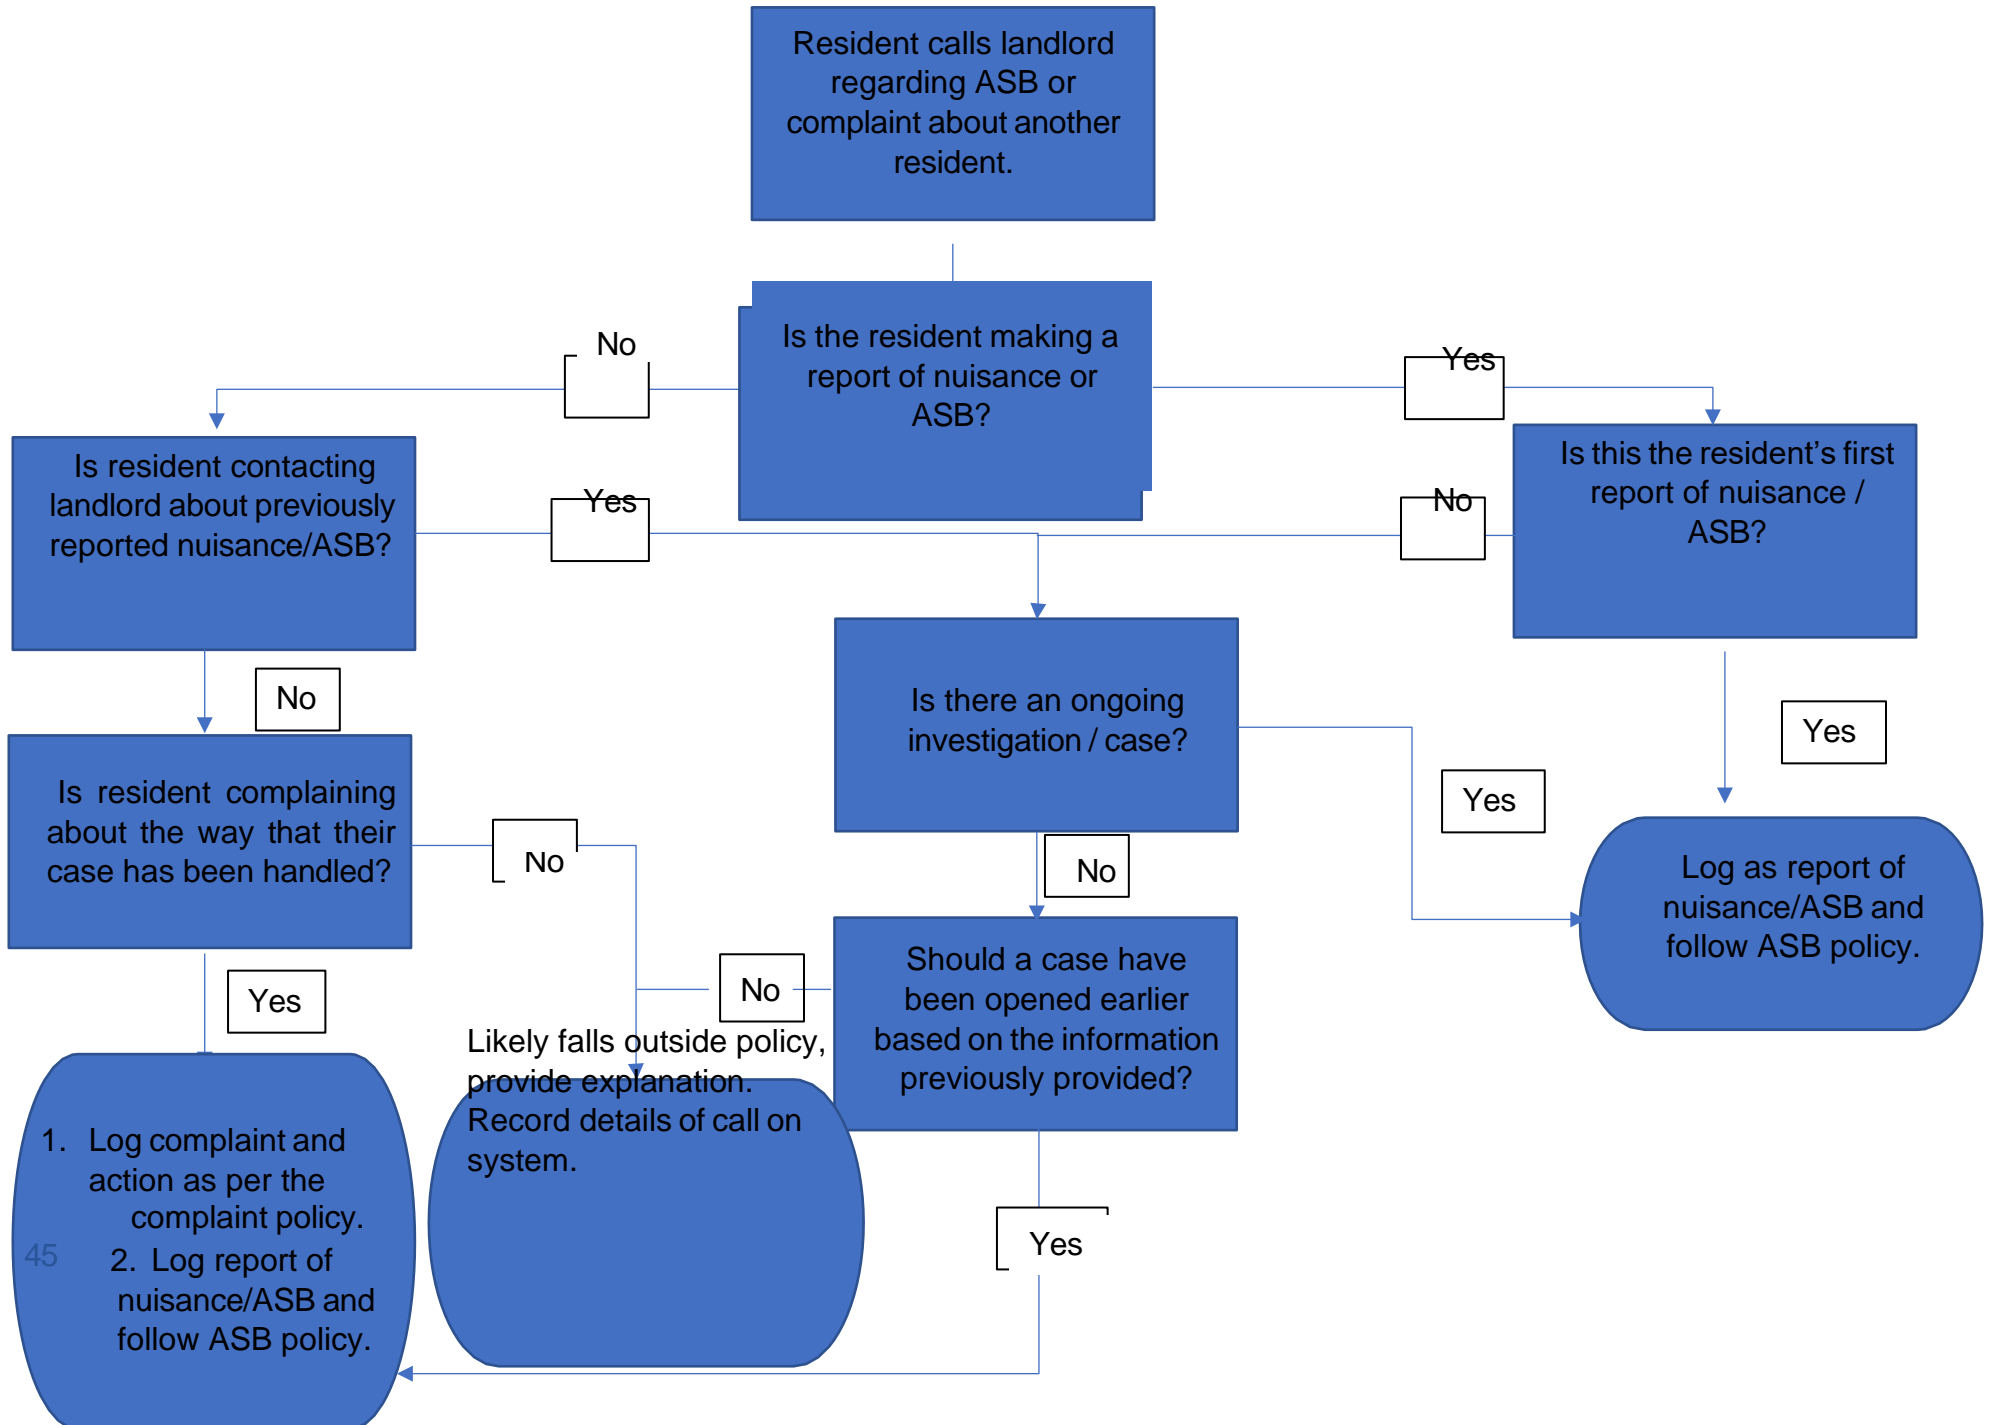 Resident calls landlord
regarding ASB or
complaint about another
resident.
No
Is the resident making a
report of nuisance or
ASB?
Yes
Is resident contacting
landlord about previously
reported nuisance/ASB?
Yes
No
Is this the resident’s first
report of nuisance /
ASB?
No
Is there an ongoing
investigation / case?
Yes
Yes
Is resident complaining
about the way that their
case has been handled?
No
No
Log as report of
nuisance/ASB and
follow ASB policy.
Yes
No
Should a case have
been opened earlier
based on the information
previously provided?
Likely falls outside policy,
provide explanation.
Record details of call on
system.
1. Log complaint and
action as per the
complaint policy.
45
2. Log report of
nuisance/ASB and
follow ASB policy.
Yes